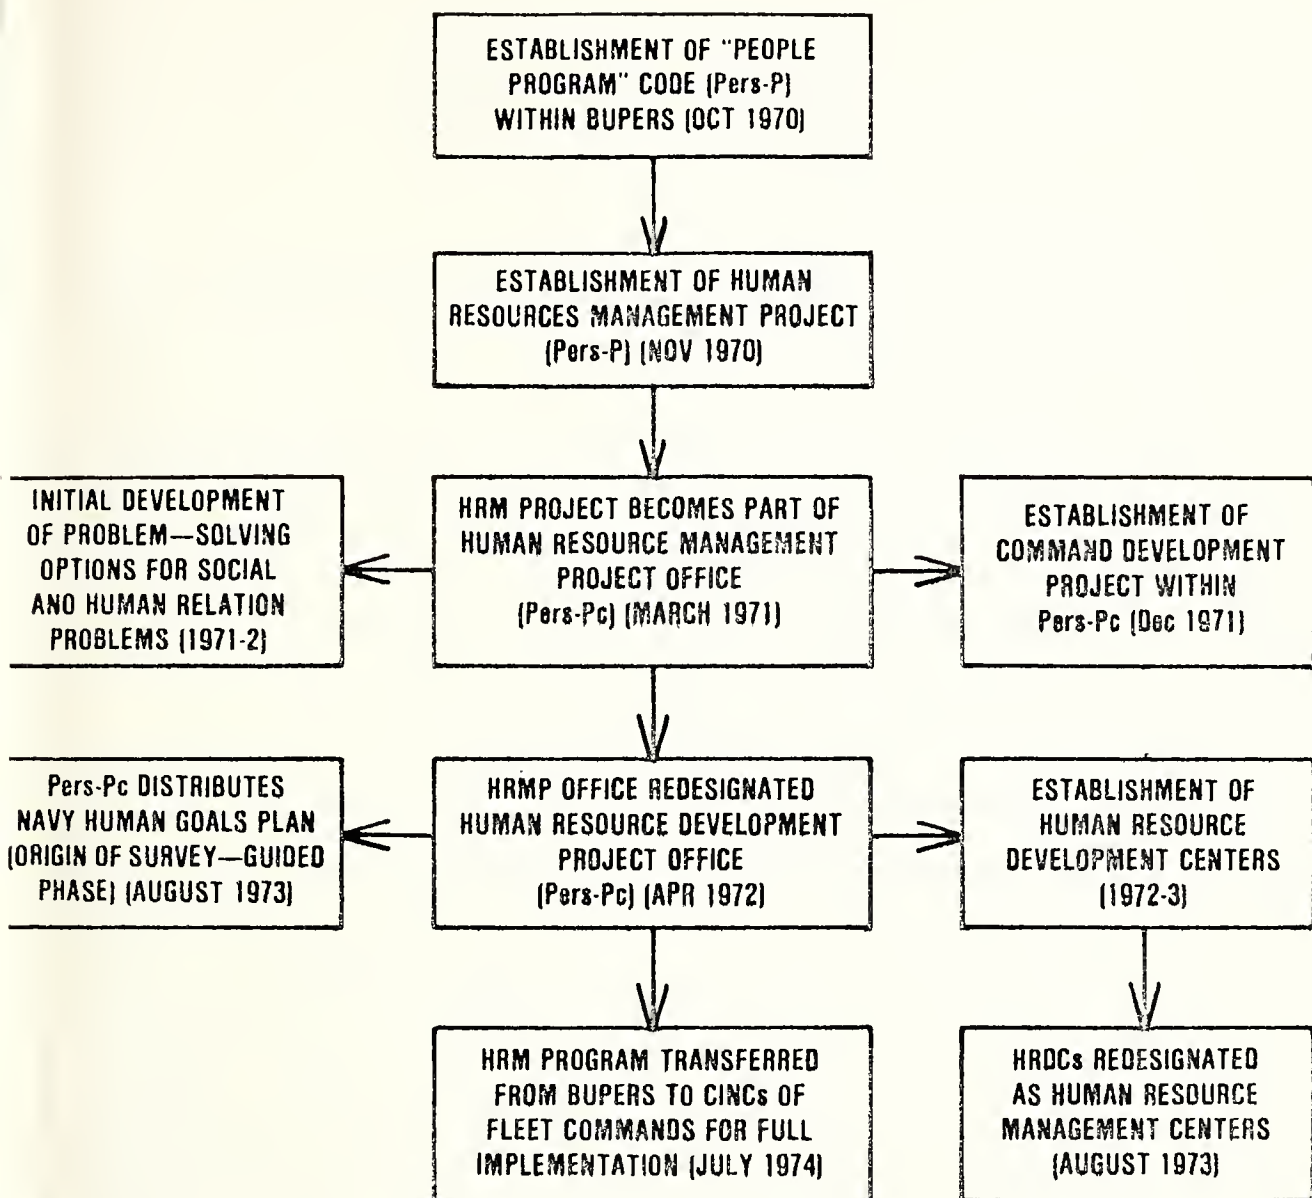 ESTABLISHMENT OF "PEOPLE
PROGRAM" CODE (Pers-P)
WITHIN BUPERS (OCT 1970)
ESTABLISHMENT OF HUMAN
RESOURCES MANAGEMENT PROJECT
(Pers-P) (NOV 1970)
INITIAL DEVELOPMENT
OF PROBLEM—SOLVING
OPTIONS FOR SOCIAL
AND HUMAN RELATION
PROBLEMS (1971-2)
HRM PROJECT BECOMES PART OF
HUMAN RESOURCE MANAGEMENT
PROJECT OFFICE
(Pers-Pc) (MARCH 1971)
ESTABLISHMENT OF
COMMAND DEVELOPMENT
PROJECT WITHIN
Pers-Pc (Dec 1971)
Pers-Pc DISTRIBUTES
NAVY HUMAN GOALS PLAN
(ORIGIN OF SURVEY—GUIDED
PHASE) (AUGUST 1973)
HRMP OFFICE REDESIGNATED
HUMAN RESOURCE DEVELOPMENT
PROJECT OFFICE
(Pers-Pc) (APR 1972)
ESTABLISHMENT OF
HUMAN RESOURCE
DEVELOPMENT CENTERS
(1972-3)
HRM PROGRAM TRANSFERRED
FROM BUPERS TO CINCs OF
FLEET COMMANDS FOR FULL
IMPLEMENTATION (JULY 1974)
HRDCs REDESIGNATED
AS HUMAN RESOURCE
MANAGEMENT CENTERS
(AUGUST 1973)